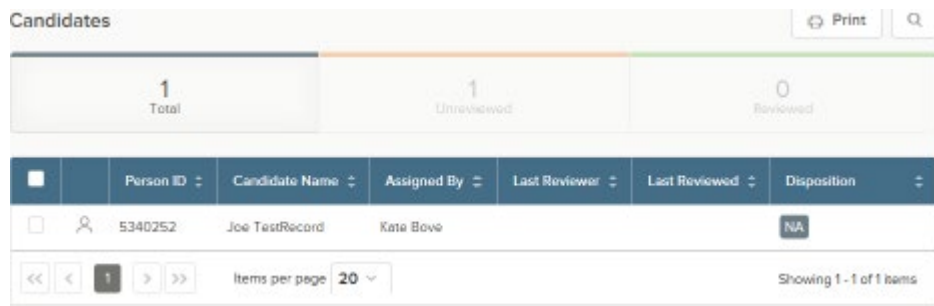 Candidates Print
1 1 0
Total Unreviewed Reviewed
Person ID Candidate Name Assigned By Last Reviewer Last Reviewed Disposition
5340252 Joe TestRecord Kate Bove NA
<< < 1 > >> Items per page 20 Showing 1 - 1 of 1 items